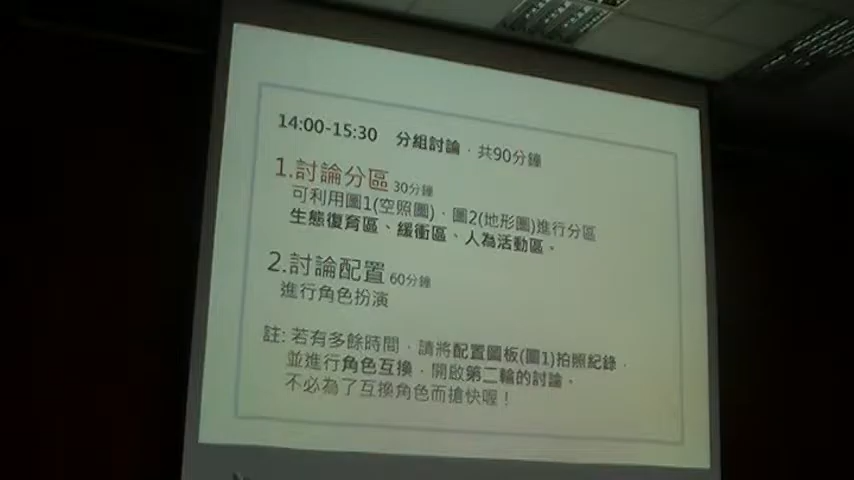 14:00-15:30 分組討論，共90分鐘
1.討論分區 30分鐘
可利用圖1(空照圖)，圖2(地形圖)進行分區
生態復育區、緩衝區、人為活動區。
2.討論配置 60分鐘
進行角色扮演
註: 若有多餘時間，請將配置圖板(圖1)拍照紀錄，
並進行角色互換，開啟第二輪的討論。
不必為了互換角色而搶快喔！